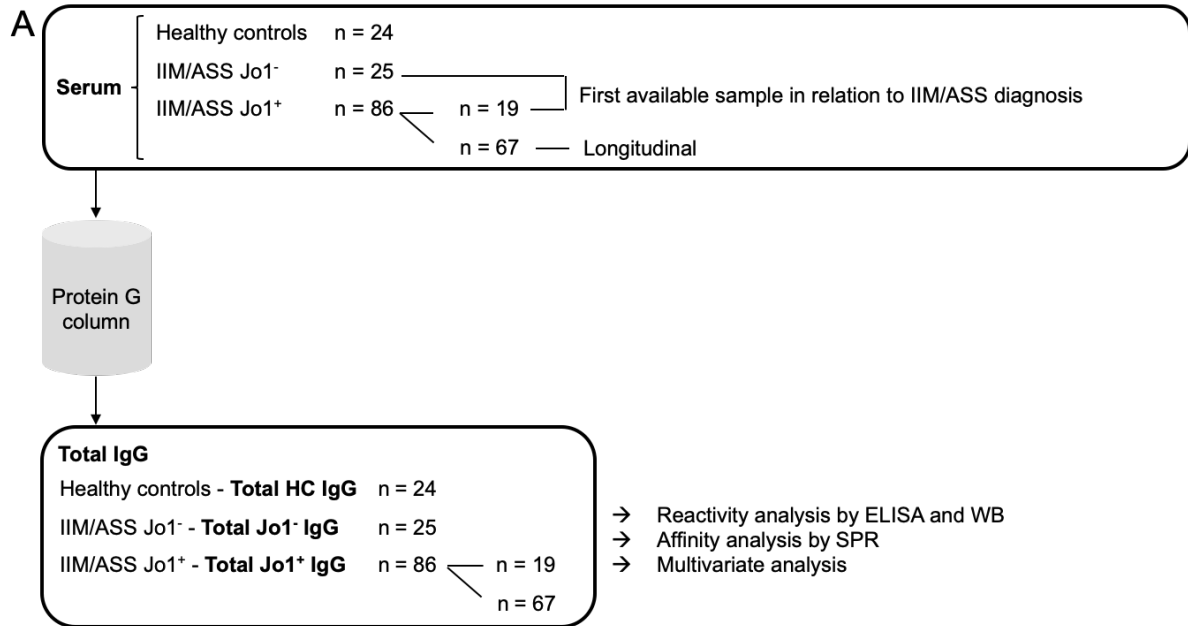 A
Healthy controls n = 24
IIM/ASS Jo1⁻ n = 25
Serum
First available sample in relation to IIM/ASS diagnosis
IIM/ASS Jo1⁺ n = 86 n = 19
n = 67 Longitudinal
Protein G
column
Total IgG
Healthy controls - Total HC IgG n = 24
IIM/ASS Jo1⁻ - Total Jo1⁻ IgG n = 25
IIM/ASS Jo1⁺ - Total Jo1⁺ IgG n = 86 n = 19
n = 67
→ Reactivity analysis by ELISA and WB
→ Affinity analysis by SPR
→ Multivariate analysis